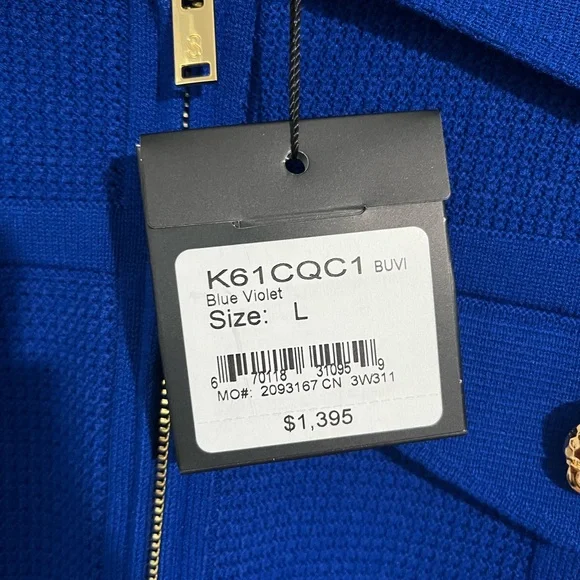 K61CQC1 BUVI
Blue Violet
Size: L
6 70118 31095 9
MO#: 2093167 CN 3W311
$1,395